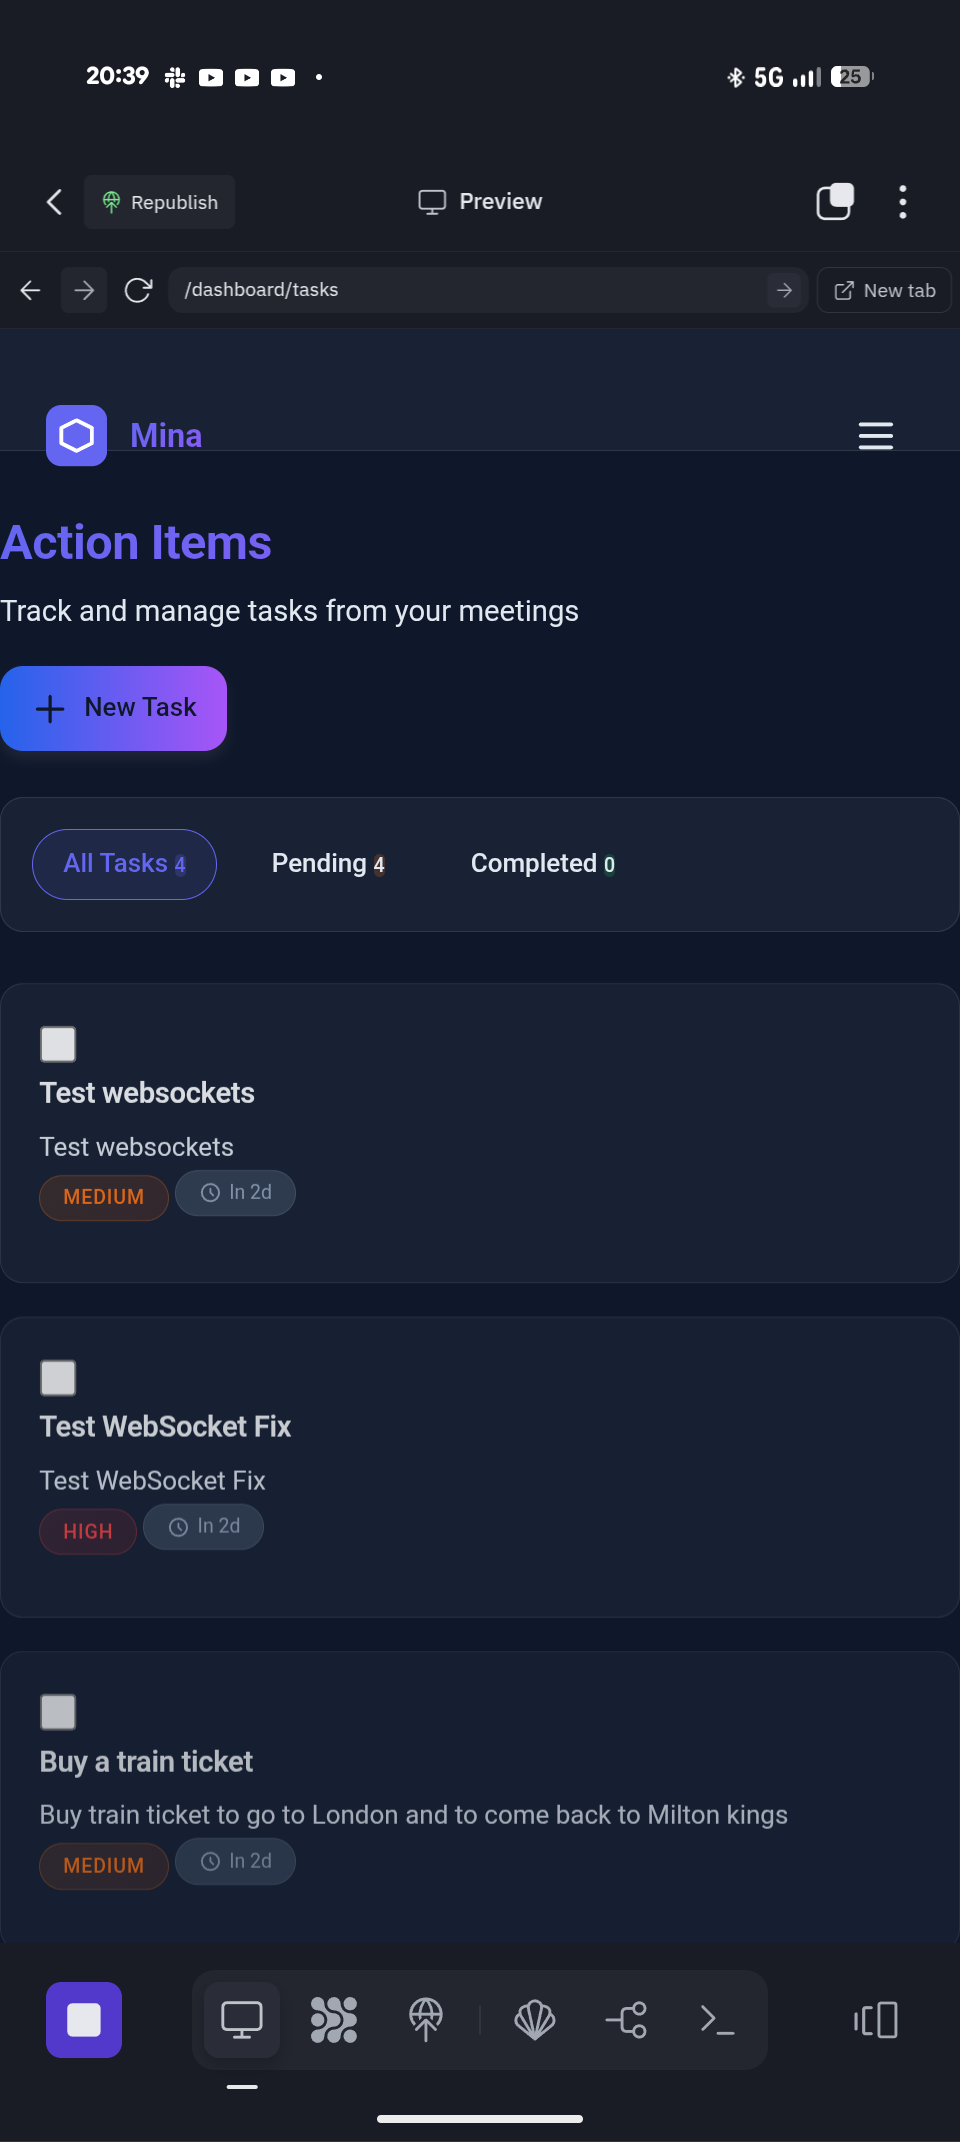 20:39
5G
25
Republish
Preview
/dashboard/tasks
New tab
Mina
Action Items
Track and manage tasks from your meetings
New Task
All Tasks 4
Pending 4
Completed 0
Test websockets
Test websockets
MEDIUM
In 2d
Test WebSocket Fix
Test WebSocket Fix
HIGH
In 2d
Buy a train ticket
Buy train ticket to go to London and to come back to Milton kings
MEDIUM
In 2d